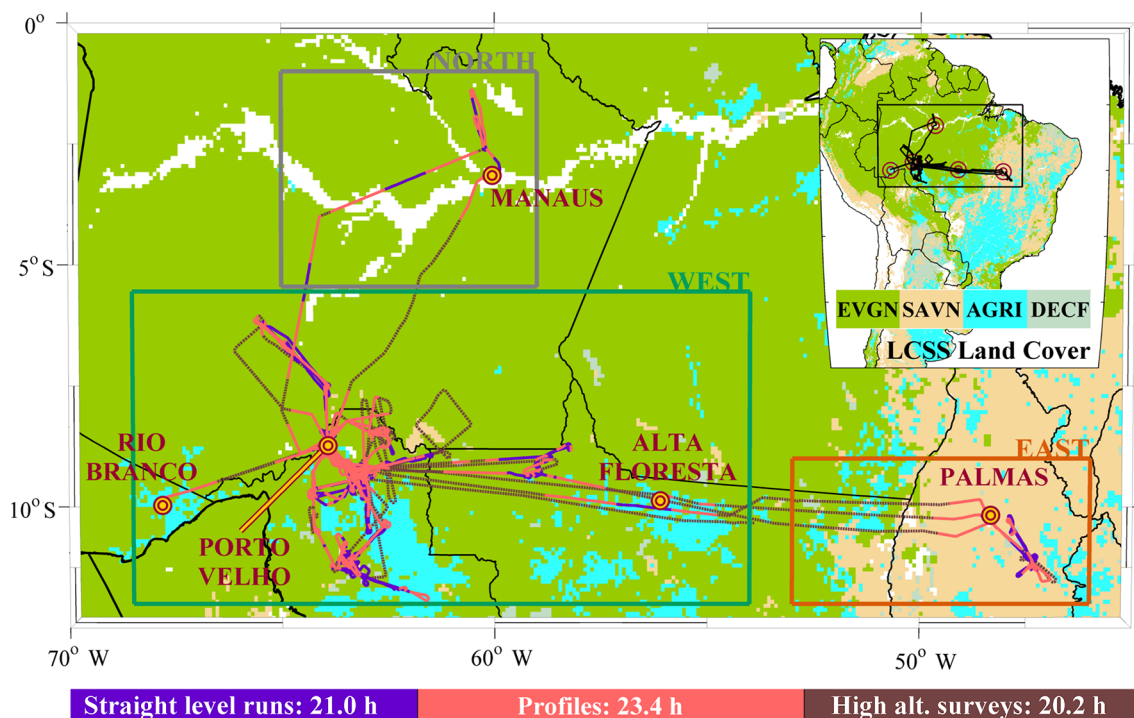 0° 
NORTH
MANAUS
5° S
WEST
EVGN SAVN AGRI DECF
LCSS Land Cover
RIO
BRANCO
ALTA
FLORESTA
EAST
PALMAS
10° S
PORTO
VELHO
70° W
60° W
50° W
Straight level runs: 21.0 h
Profiles: 23.4 h
High alt. surveys: 20.2 h